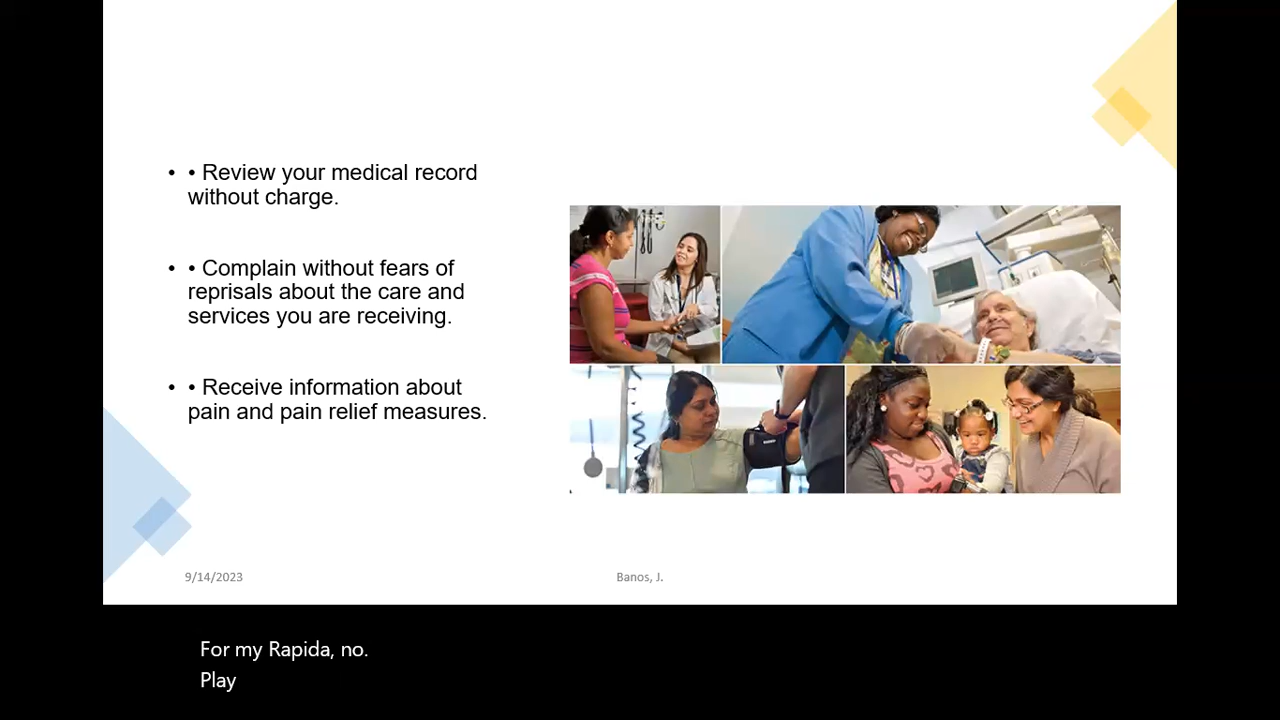 • • Review your medical record
without charge.
• • Complain without fears of
reprisals about the care and
services you are receiving.
• • Receive information about
pain and pain relief measures.
9/14/2023
Banos, J.
For my Rapida, no.
Play